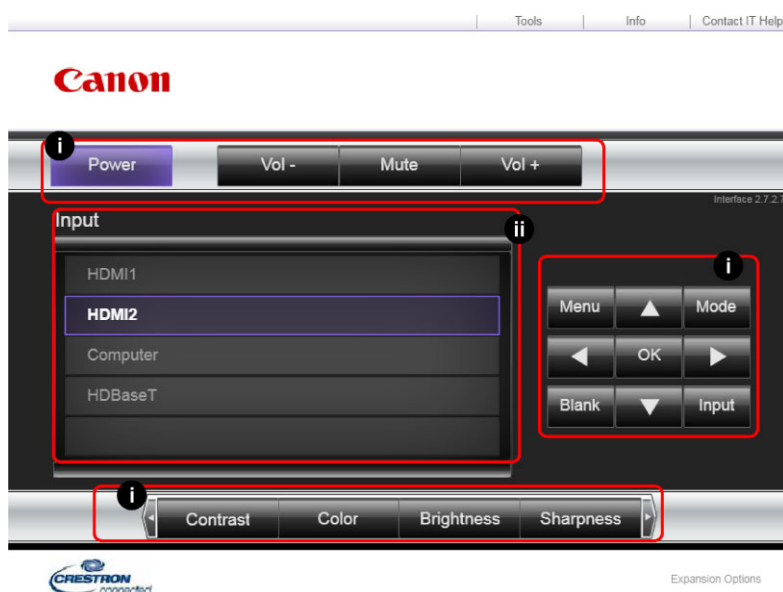 Tools Info Contact IT Help
Canon
i
Power Vol - Mute Vol +
Interface 2.7.2.7
Input
ii
HDMI1
HDMI2
Computer
HDBaseT
i
Menu Mode
OK
Blank Input
i
Contrast Color Brightness Sharpness
CRESTRON
connected
Expansion Options